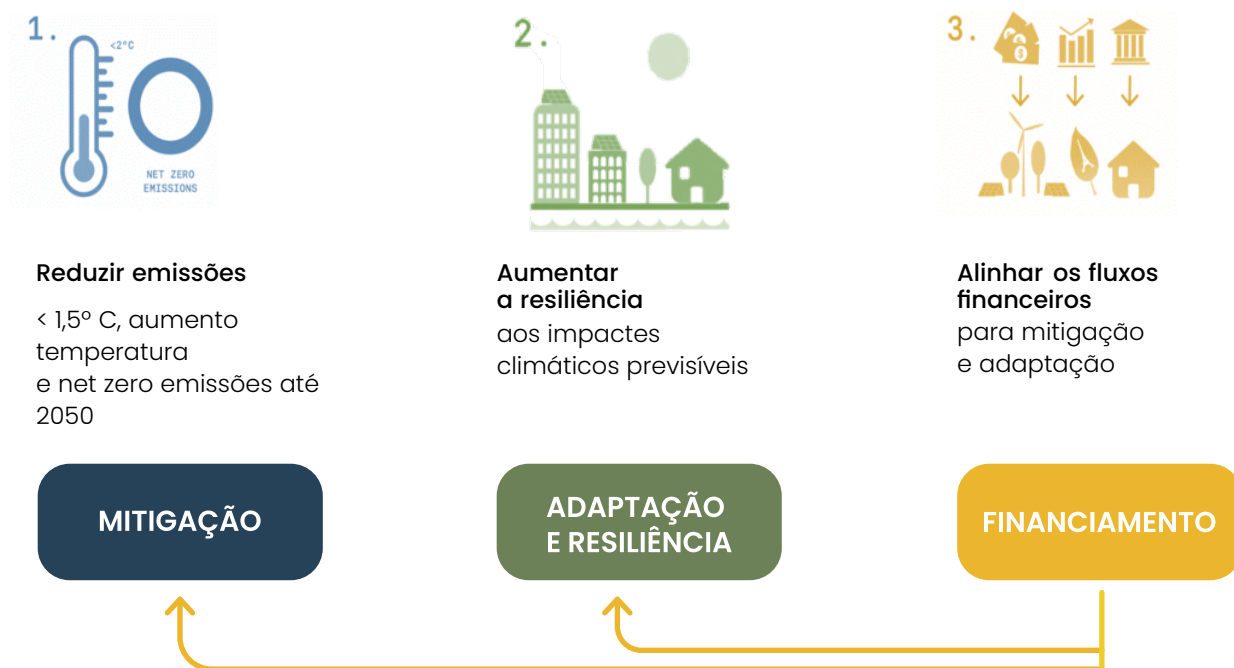 1.
<2°C
NET ZERO
EMISSIONS
Reduzir emissões
< 1,5º C, aumento
temperatura
e net zero emissões até
2050
MITIGAÇÃO
2.
Aumentar
a resiliência
aos impactes
climáticos previsíveis
ADAPTAÇÃO
E RESILIÊNCIA
3.
$
Alinhar os fluxos
financeiros
para mitigação
e adaptação
FINANCIAMENTO